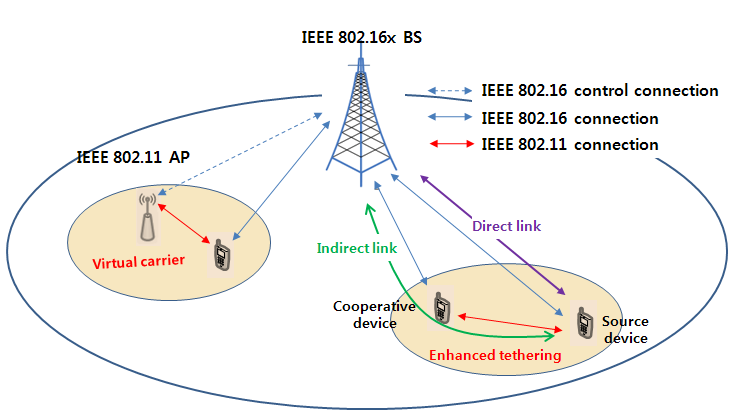 IEEE 802.16x BS
IEEE 802.16 control connection
IEEE 802.16 connection
IEEE 802.11 connection
IEEE 802.11 AP
Virtual carrier
Direct link
Indirect link
Cooperative
device
Source
device
Enhanced tethering